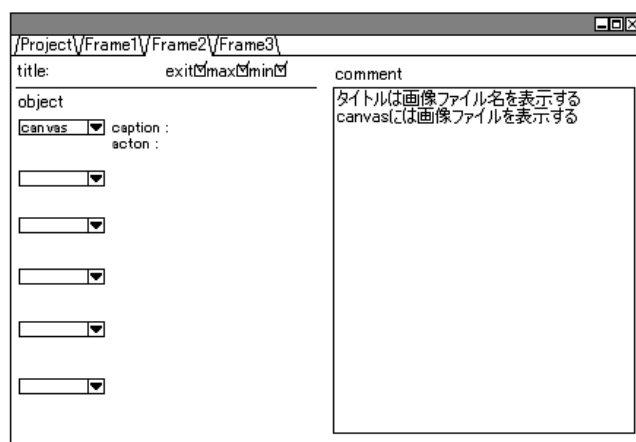 /Project\/Frame1\/Frame2\/Frame3\
title: exit max min
object
canvas caption :
acton :
comment
タイトルは画像ファイル名を表示する
canvasには画像ファイルを表示する